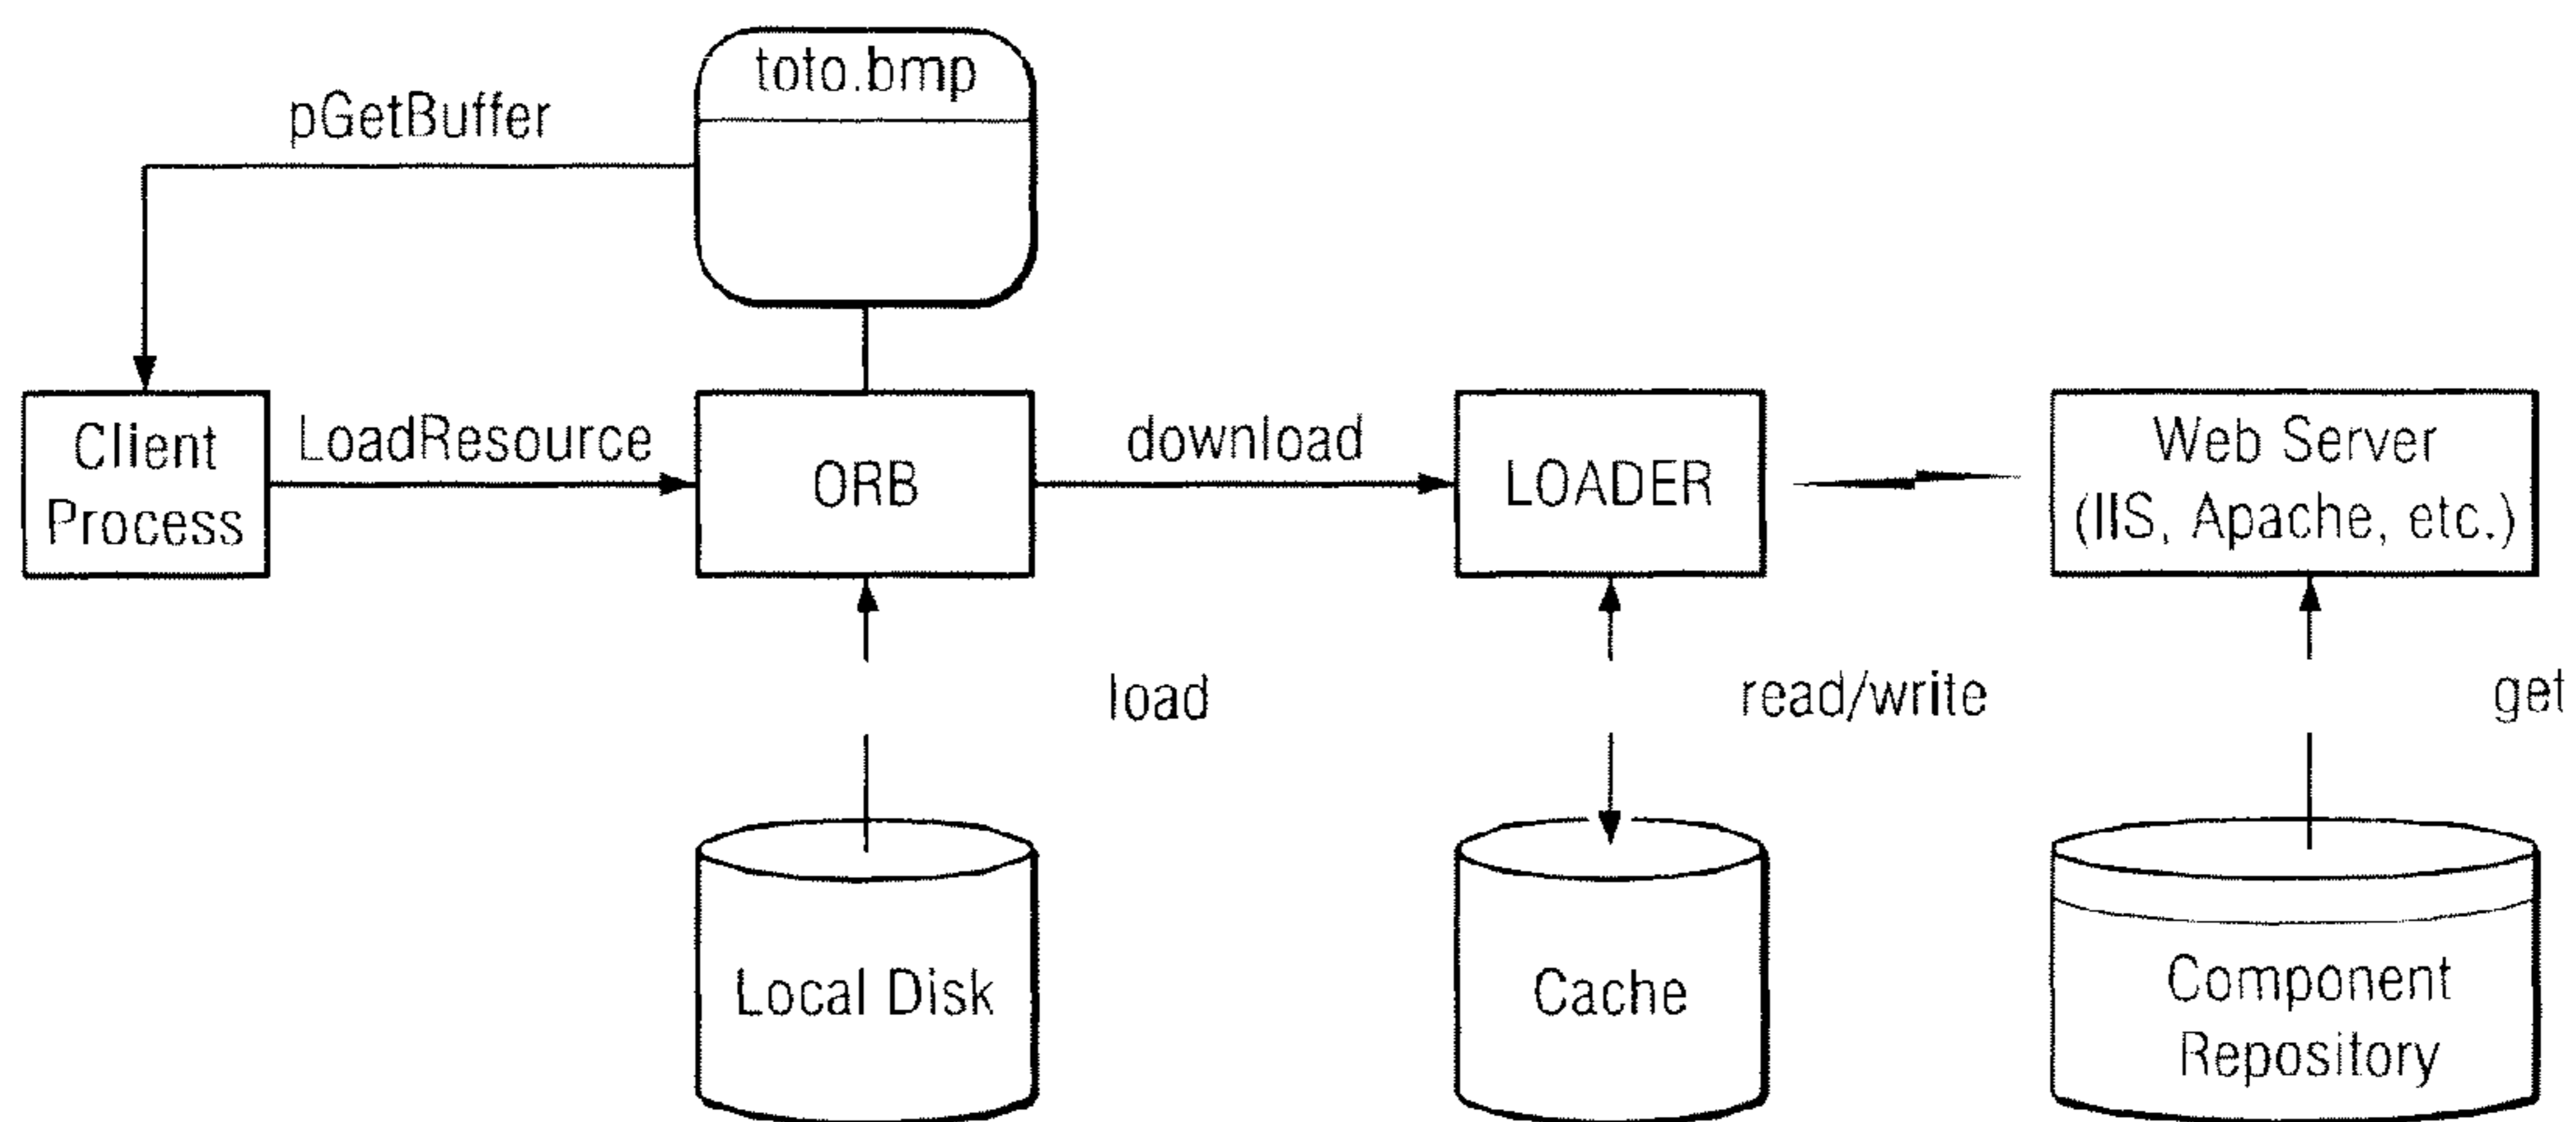 toto.bmp
pGetBuffer
Client
Process
LoadResource
ORB
download
LOADER
Web Server
(IIS, Apache, etc.)
load
read/write
get
Local Disk
Cache
Component
Repository